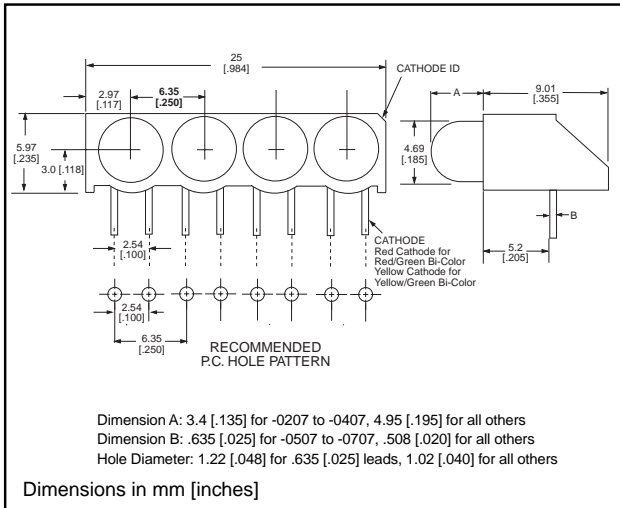 25
[.984]
CATHODE ID
2.97
[.117]
6.35
[.250]
A
9.01
[.355]
5.97
[.235]
3.0 [.118]
4.69
[.185]
B
2.54
[.100]
CATHODE
Red Cathode for
Red/Green Bi-Color
Yellow Cathode for
Yellow/Green Bi-Color
5.2
[.205]
2.54
[.100]
6.35
[.250]
RECOMMENDED
P.C. HOLE PATTERN
Dimension A: 3.4 [.135] for -0207 to -0407, 4.95 [.195] for all others
Dimension B: .635 [.025] for -0507 to -0707, .508 [.020] for all others
Hole Diameter: 1.22 [.048] for .635 [.025] leads, 1.02 [.040] for all others
Dimensions in mm [inches]